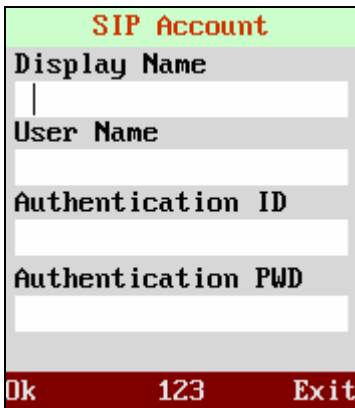 SIP Account
Display Name
User Name
Authentication ID
Authentication PWD
Ok 123 Exit